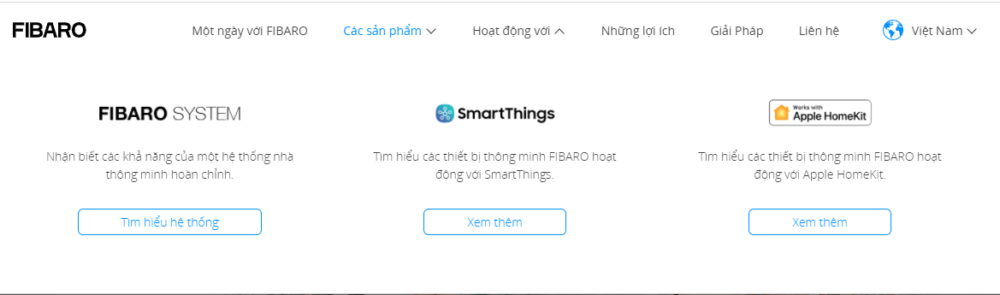 FIBARO
Một ngày với FIBARO
Các sản phẩm
Hoạt động với
Những lợi ích
Giải Pháp
Liên hệ
Việt Nam
FIBARO SYSTEM
Nhận biết các khả năng của một hệ thống nhà
thông minh hoàn chỉnh.
Tìm hiểu hệ thống
SmartThings
Tìm hiểu các thiết bị thông minh FIBARO hoạt
động với SmartThings.
Xem thêm
Works with
Apple HomeKit
Tìm hiểu các thiết bị thông minh FIBARO hoạt
động với Apple HomeKit.
Xem thêm